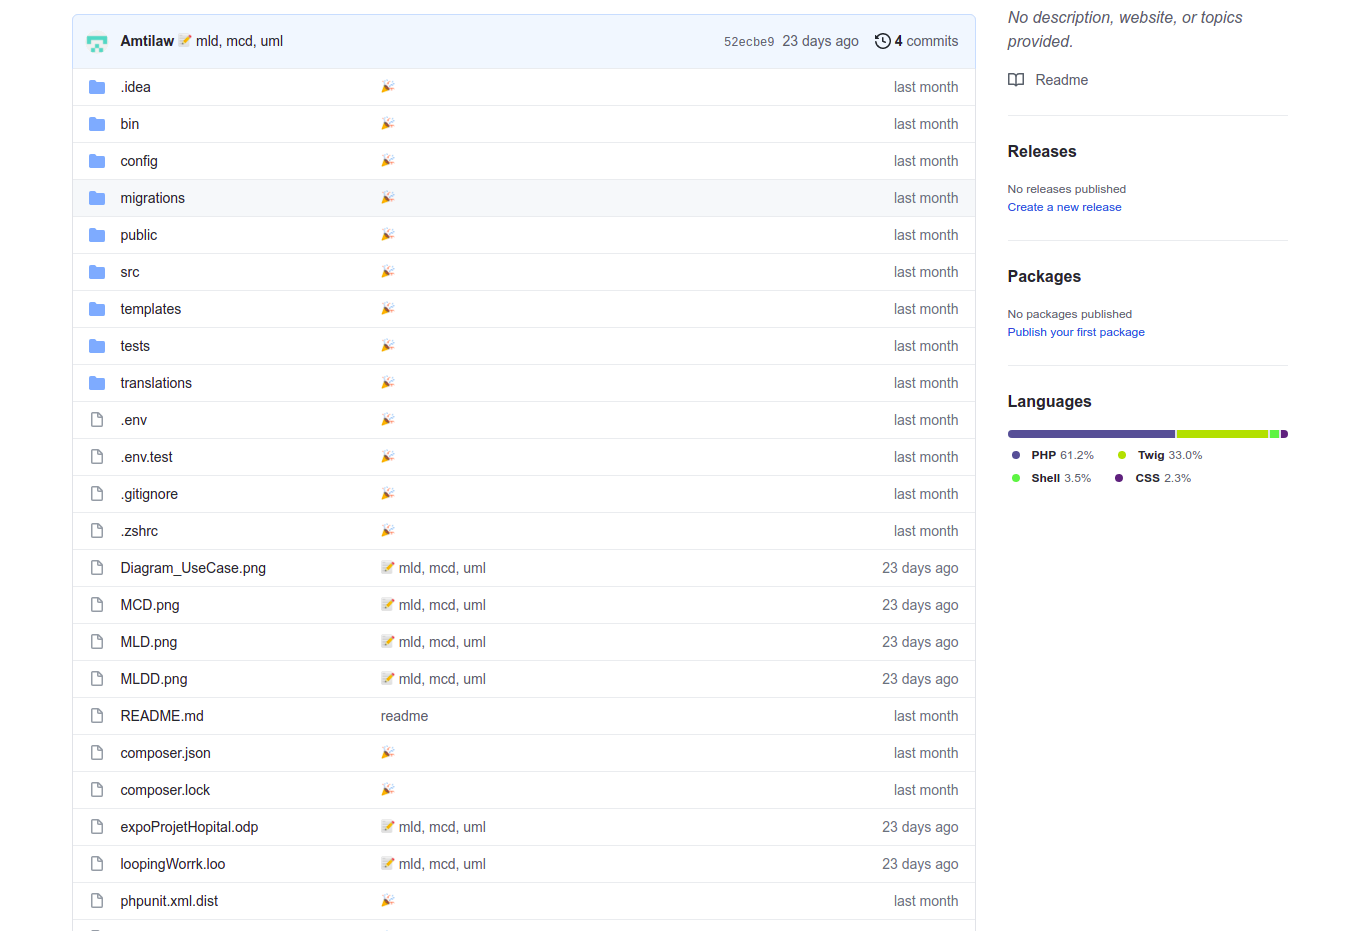 Amtilaw 📝 mld, mcd, uml 52ecbe9 23 days ago 4 commits
.idea 🎉 last month
bin 🎉 last month
config 🎉 last month
migrations 🎉 last month
public 🎉 last month
src 🎉 last month
templates 🎉 last month
tests 🎉 last month
translations 🎉 last month
.env 🎉 last month
.env.test 🎉 last month
.gitignore 🎉 last month
.zshrc 🎉 last month
Diagram_UseCase.png 📝 mld, mcd, uml 23 days ago
MCD.png 📝 mld, mcd, uml 23 days ago
MLD.png 📝 mld, mcd, uml 23 days ago
MLDD.png 📝 mld, mcd, uml 23 days ago
README.md readme last month
composer.json 🎉 last month
composer.lock 🎉 last month
expoProjetHopital.odp 📝 mld, mcd, uml 23 days ago
loopingWorrk.loo 📝 mld, mcd, uml 23 days ago
phpunit.xml.dist 🎉 last month
No description, website, or topics
provided.
Readme
Releases
No releases published
Create a new release
Packages
No packages published
Publish your first package
Languages
PHP 61.2% Twig 33.0%
Shell 3.5% CSS 2.3%